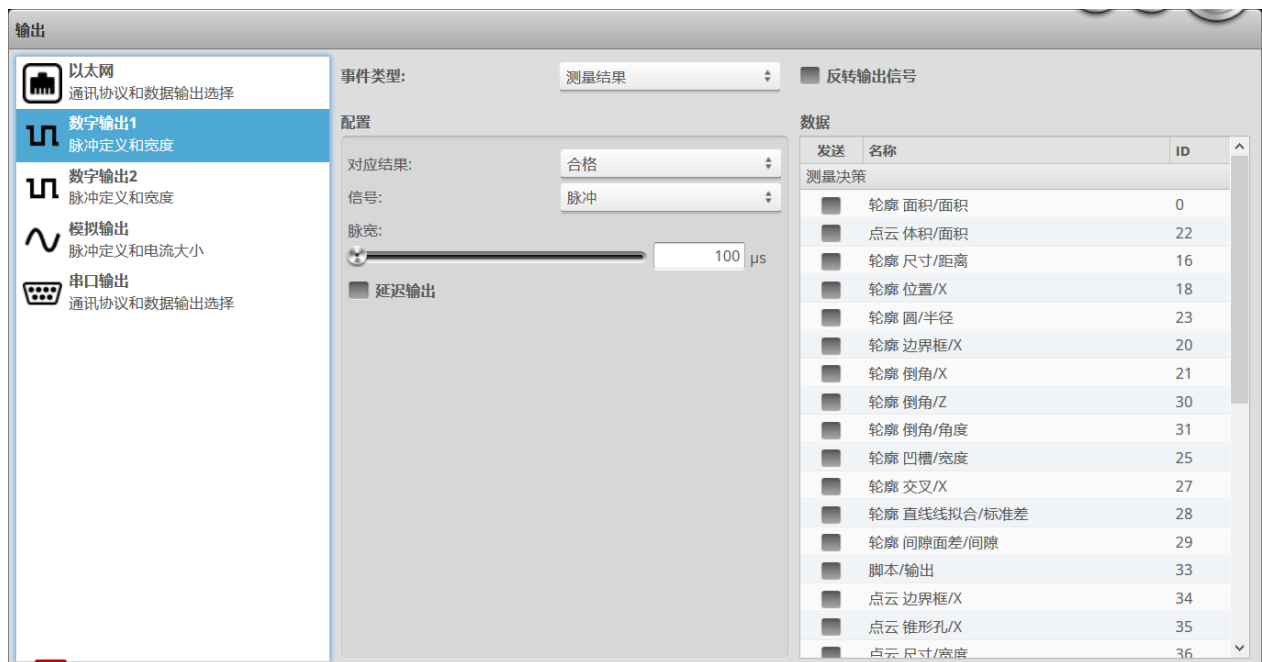 输出
以太网
通讯协议和数据输出选择
数字输出1
脉冲定义和宽度
数字输出2
脉冲定义和宽度
模拟输出
脉冲定义和电流大小
串口输出
通讯协议和数据输出选择
事件类型: 测量结果
配置
对应结果: 合格
信号: 脉冲
脉宽:
100 µs
延迟输出
反转输出信号
数据
发送 名称 ID
测量决策
轮廓 面积/面积 0
点云 体积/面积 22
轮廓 尺寸/距离 16
轮廓 位置/X 18
轮廓 圆/半径 23
轮廓 边界框/X 20
轮廓 倒角/X 21
轮廓 倒角/Z 30
轮廓 倒角/角度 31
轮廓 凹槽/宽度 25
轮廓 交叉/X 27
轮廓 直线线拟合/标准差 28
轮廓 间隙面差/间隙 29
脚本/输出 33
点云 边界框/X 34
点云 锥形孔/X 35
点云 尺寸/宽度 36